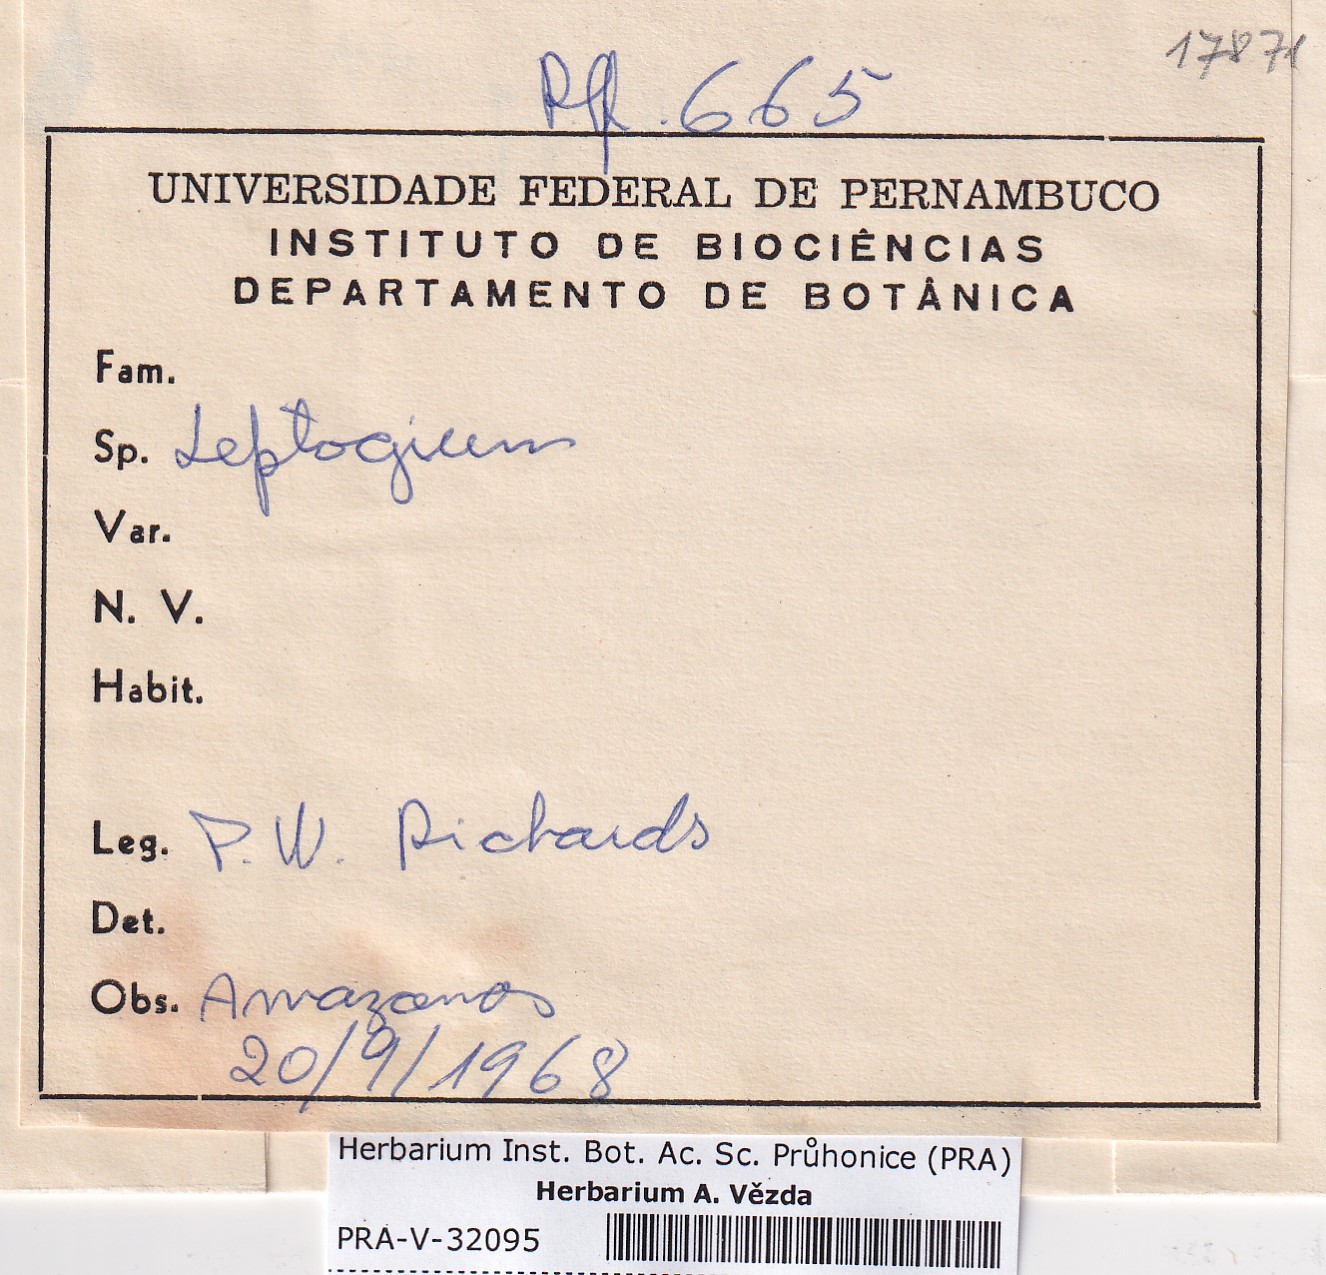 17871
665
UNIVERSIDADE FEDERAL DE PERNAMBUCO
INSTITUTO DE BIOCIÊNCIAS
DEPARTAMENTO DE BOTÂNICA
Fam.
Sp. Leptogium
Var.
N. V.
Habit.
Leg. P. W. Richards
Det.
Obs. Amazonas
20/9/1968
Herbarium Inst. Bot. Ac. Sc. Průhonice (PRA)
Herbarium A. Vězda
PRA-V-32095